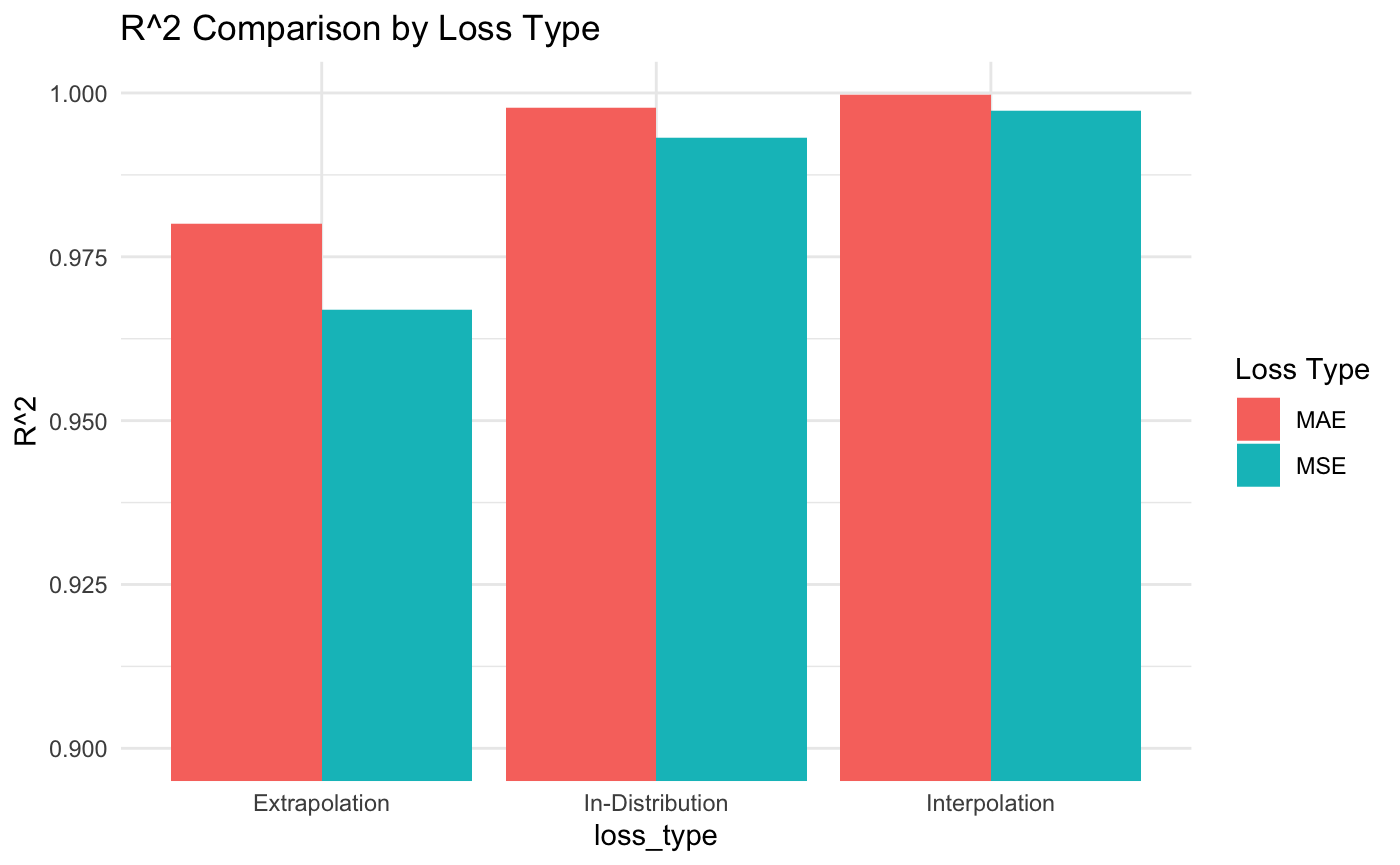 R^2 Comparison by Loss Type
1.000
0.975
0.950
0.925
0.900
R^2
Extrapolation
In-Distribution
Interpolation
loss_type
Loss Type
MAE
MSE